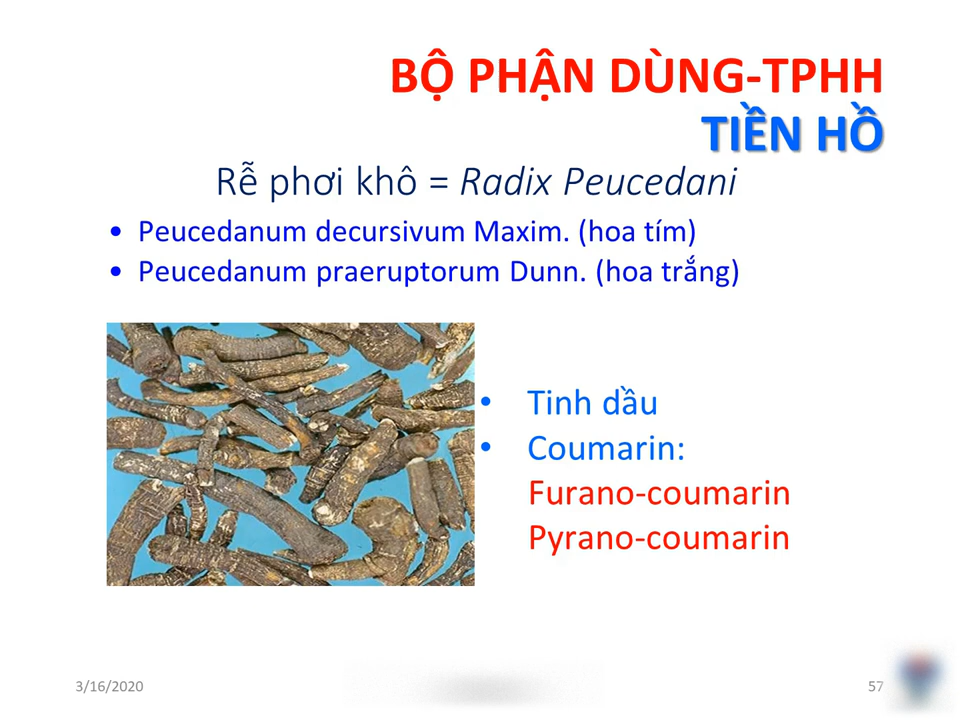 BỘ PHẬN DÙNG-TPHH
TIỀN HỒ
Rễ phơi khô = Radix Peucedani
• Peucedanum decursivum Maxim. (hoa tím)
• Peucedanum praeruptorum Dunn. (hoa trắng)
• Tinh dầu
• Coumarin:
Furano-coumarin
Pyrano-coumarin
3/16/2020
57